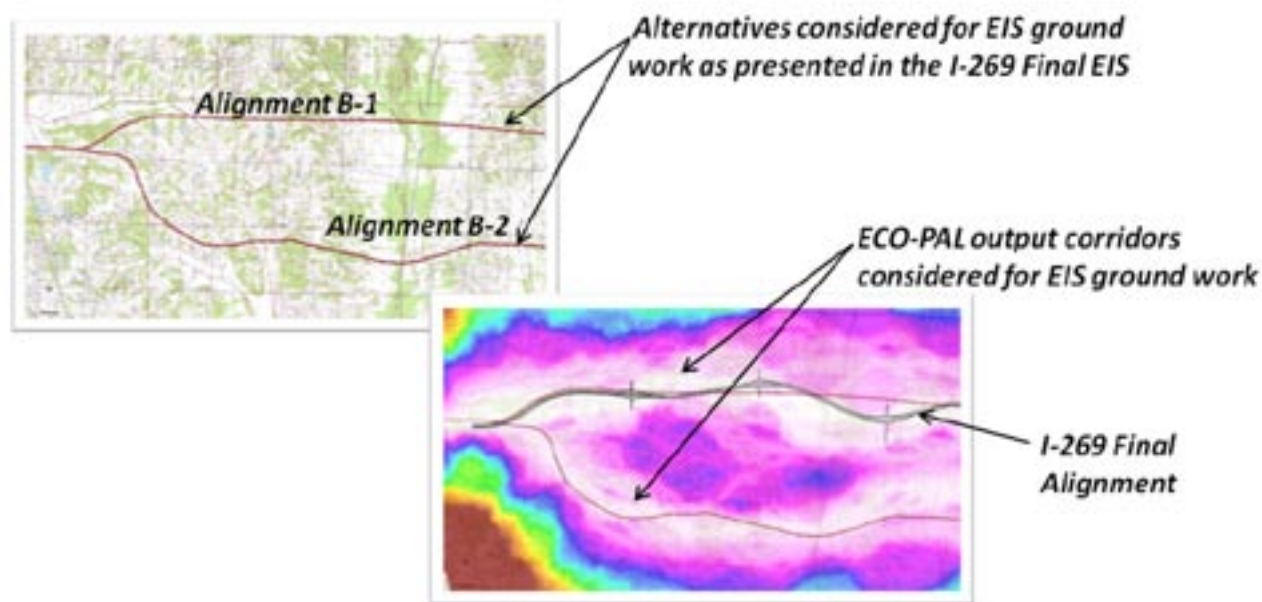 Alternatives considered for EIS ground
work as presented in the I-269 Final EIS
Alignment B-1
Alignment B-2
ECO-PAL output corridors
considered for EIS ground work
I-269 Final
Alignment